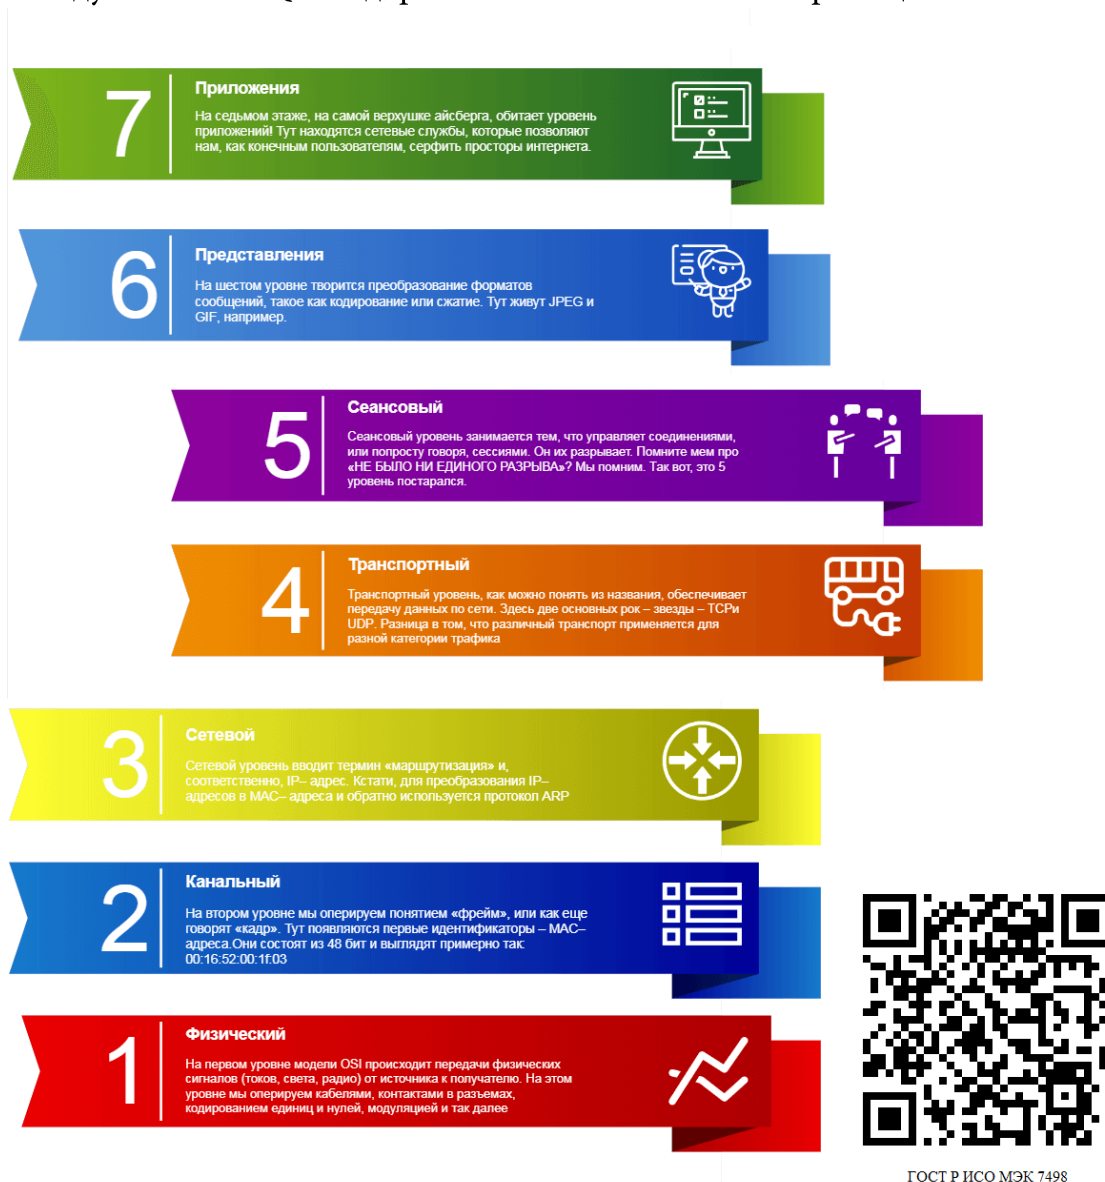 7
Приложения
На седьмом этаже, на самой верхушке айсберга, обитает уровень
приложений! Тут находятся сетевые службы, которые позволяют
нам, как конечным пользователям, серфить просторы интернета.
6
Представления
На шестом уровне творится преобразование форматов
сообщений, такое как кодирование или сжатие. Тут живут JPEG и
GIF, например.
5
Сеансовый
Сеансовый уровень занимается тем, что управляет соединениями,
или попросту говоря, сессиями. Он их разрывает. Помните мем про
«НЕ БЫЛО НИ ЕДИНОГО РАЗРЫВА»? Мы помним. Так вот, это 5
уровень постарался.
4
Транспортный
Транспортный уровень, как можно понять из названия, обеспечивает
передачу данных по сети. Здесь две основных рок – звезды – TCPи
UDP. Разница в том, что различный транспорт применяется для
разной категории трафика
3
Сетевой
Сетевой уровень вводит термин «маршрутизация» и,
соответственно, IP– адрес. Кстати, для преобразования IP–
адресов в MAC– адреса и обратно используется протокол ARP
2
Канальный
На втором уровне мы оперируем понятием «фрейм», или как еще
говорят «кадр». Тут появляются первые идентификаторы – MAC–
адреса.Они состоят из 48 бит и выглядят примерно так:
00:16:52:00:1f:03
1
Физический
На первом уровне модели OSI происходит передачи физических
сигналов (токов, света, радио) от источника к получателю. На этом
уровне мы оперируем кабелями, контактами в разъемах,
кодированием единиц и нулей, модуляцией и так далее
ГОСТ Р ИСО МЭК 7498